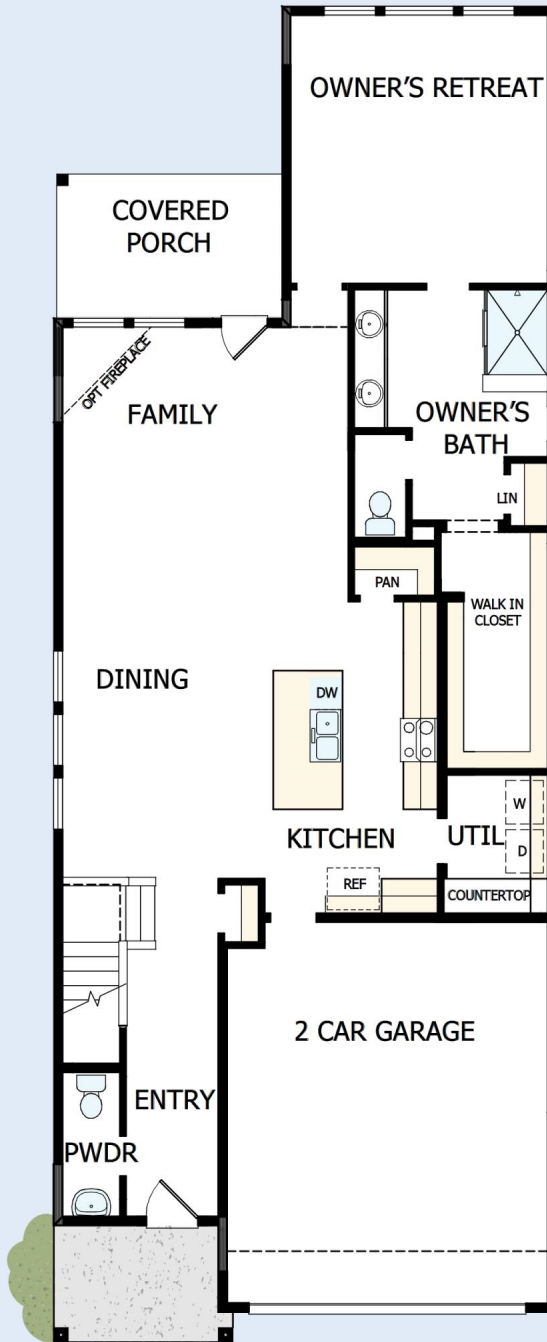 OWNER'S RETREAT
COVERED
PORCH
OPT FIREPLACE
FAMILY
OWNER'S
BATH
LIN
PAN
WALK IN
CLOSET
DINING
DW
KITCHEN
UTIL
W
D
REF
COUNTERTOP
2 CAR GARAGE
ENTRY
PWDR